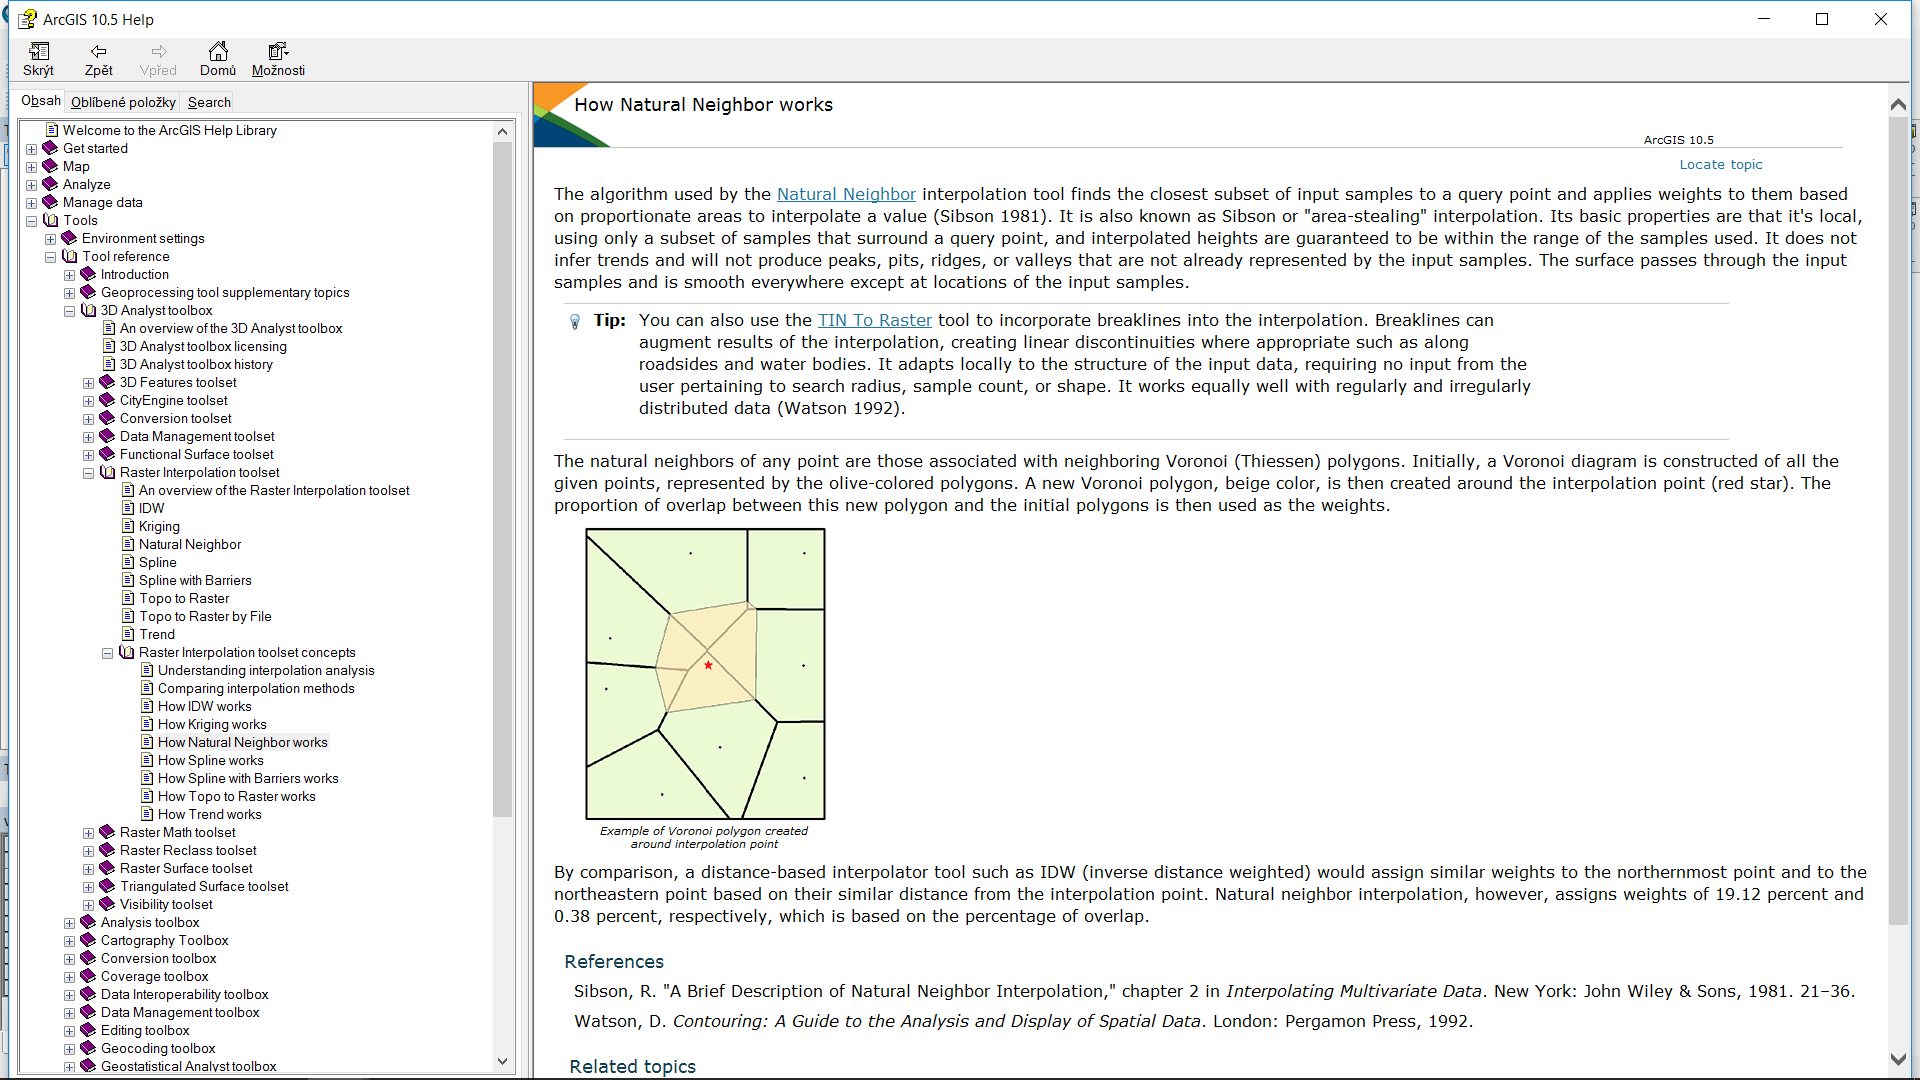 ArcGIS 10.5 Help
Skrýt Zpět Vpřed Domů Možnosti
Obsah Oblíbené položky Search
Welcome to the ArcGIS Help Library
Get started
Map
Analyze
Manage data
Tools
Environment settings
Tool reference
Introduction
Geoprocessing tool supplementary topics
3D Analyst toolbox
An overview of the 3D Analyst toolbox
3D Analyst toolbox licensing
3D Analyst toolbox history
3D Features toolset
CityEngine toolset
Conversion toolset
Data Management toolset
Functional Surface toolset
Raster Interpolation toolset
An overview of the Raster Interpolation toolset
IDW
Kriging
Natural Neighbor
Spline
Spline with Barriers
Topo to Raster
Topo to Raster by File
Trend
Raster Interpolation toolset concepts
Understanding interpolation analysis
Comparing interpolation methods
How IDW works
How Kriging works
How Natural Neighbor works
How Spline works
How Spline with Barriers works
How Topo to Raster works
How Trend works
Raster Math toolset
Raster Reclass toolset
Raster Surface toolset
Triangulated Surface toolset
Visibility toolset
Analysis toolbox
Cartography Toolbox
Conversion toolbox
Coverage toolbox
Data Interoperability toolbox
Data Management toolbox
Editing toolbox
Geocoding toolbox
Geostatistical Analyst toolbox
How Natural Neighbor works
ArcGIS 10.5
Locate topic
The algorithm used by the Natural Neighbor interpolation tool finds the closest subset of input samples to a query point and applies weights to them based
on proportionate areas to interpolate a value (Sibson 1981). It is also known as Sibson or "area-stealing" interpolation. Its basic properties are that it's local,
using only a subset of samples that surround a query point, and interpolated heights are guaranteed to be within the range of the samples used. It does not
infer trends and will not produce peaks, pits, ridges, or valleys that are not already represented by the input samples. The surface passes through the input
samples and is smooth everywhere except at locations of the input samples.
Tip: You can also use the TIN To Raster tool to incorporate breaklines into the interpolation. Breaklines can
augment results of the interpolation, creating linear discontinuities where appropriate such as along
roadsides and water bodies. It adapts locally to the structure of the input data, requiring no input from the
user pertaining to search radius, sample count, or shape. It works equally well with regularly and irregularly
distributed data (Watson 1992).
The natural neighbors of any point are those associated with neighboring Voronoi (Thiessen) polygons. Initially, a Voronoi diagram is constructed of all the
given points, represented by the olive-colored polygons. A new Voronoi polygon, beige color, is then created around the interpolation point (red star). The
proportion of overlap between this new polygon and the initial polygons is then used as the weights.
Example of Voronoi polygon created
around interpolation point
By comparison, a distance-based interpolator tool such as IDW (inverse distance weighted) would assign similar weights to the northernmost point and to the
northeastern point based on their similar distance from the interpolation point. Natural neighbor interpolation, however, assigns weights of 19.12 percent and
0.38 percent, respectively, which is based on the percentage of overlap.
References
Sibson, R. "A Brief Description of Natural Neighbor Interpolation," chapter 2 in Interpolating Multivariate Data. New York: John Wiley & Sons, 1981. 21–36.
Watson, D. Contouring: A Guide to the Analysis and Display of Spatial Data. London: Pergamon Press, 1992.
Related topics